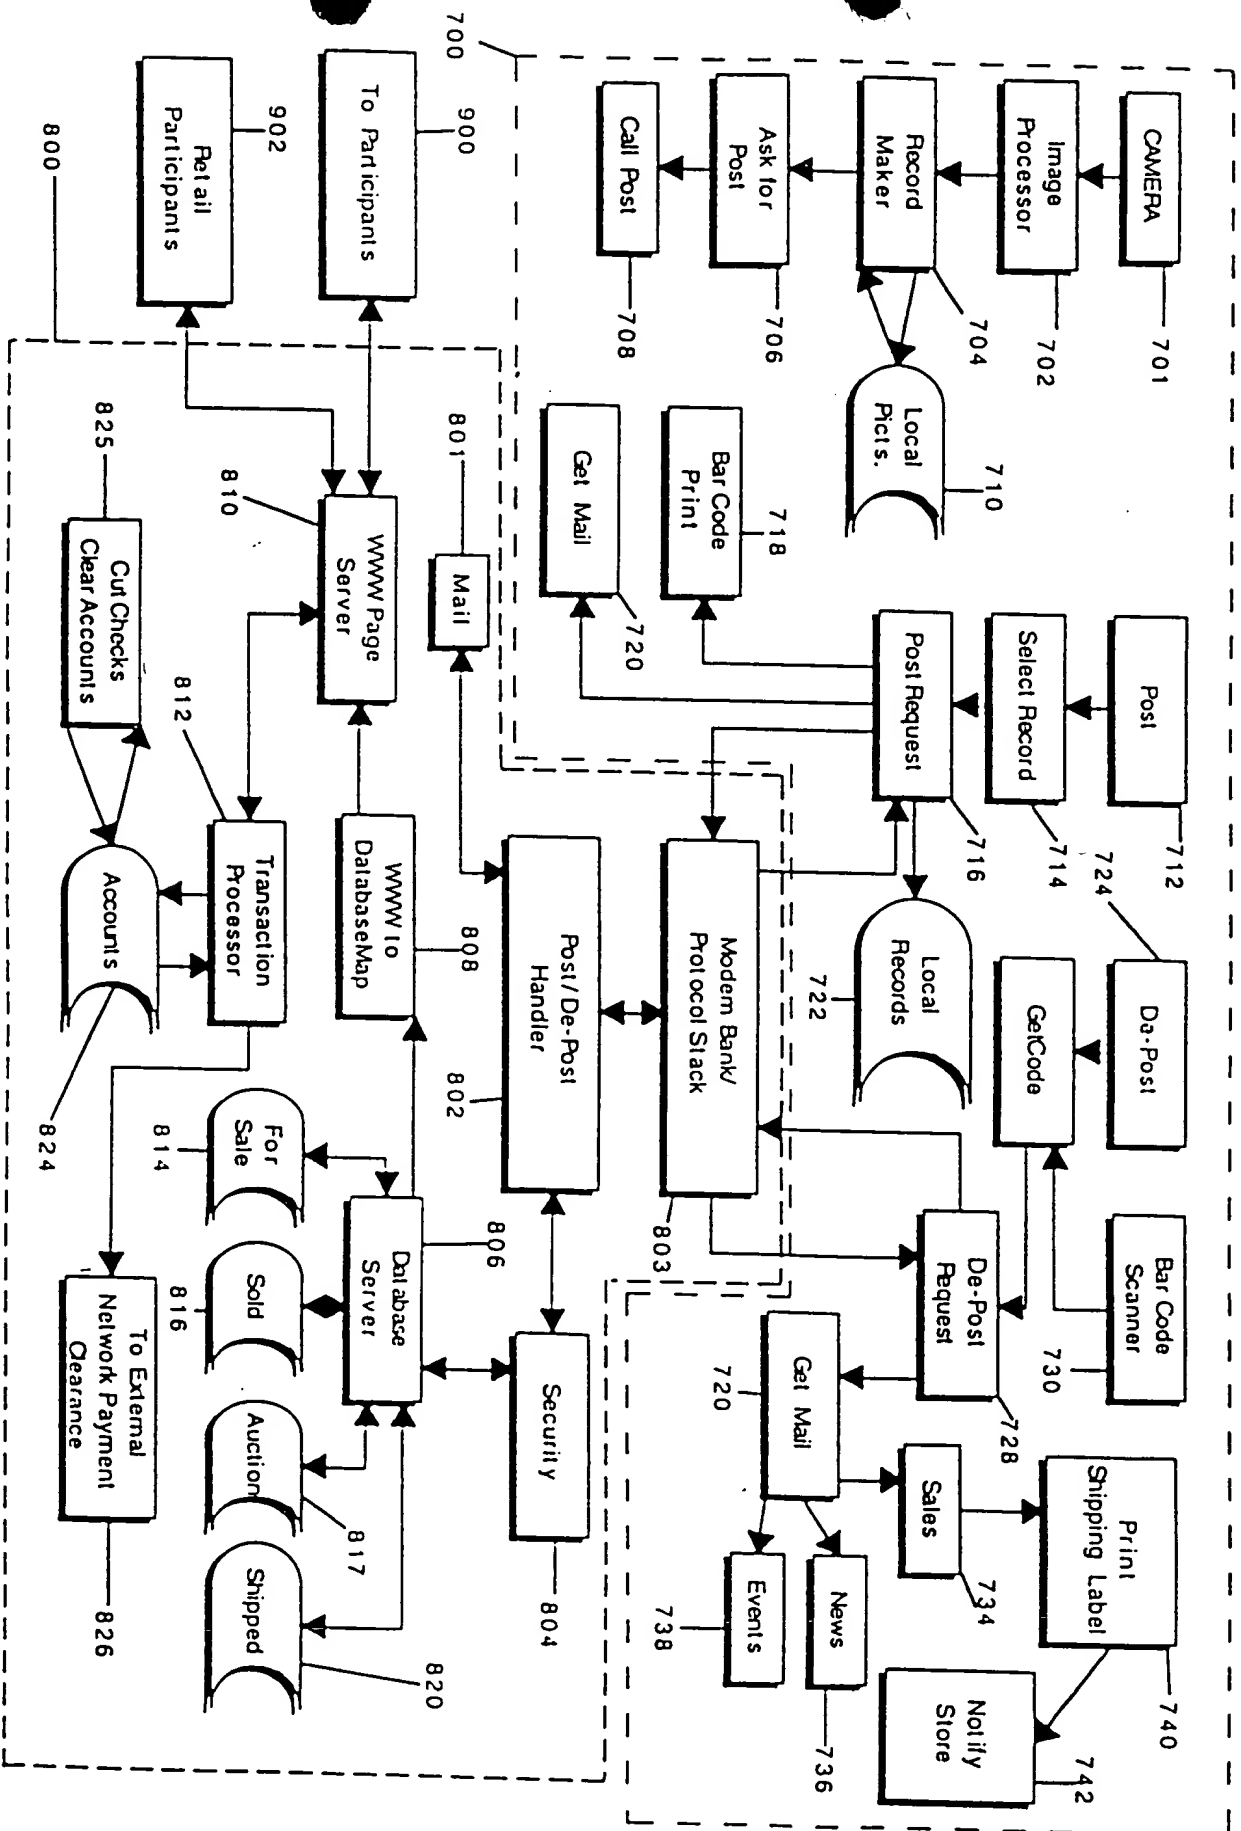 700
CAMERA
701
Image
Processor
702
Record
Maker
704
Ask for
Post
706
Call Post
708
Local
Picts.
710
Post
712
Select Record
714
Post Request
716
Bar Code
Print
718
Get Mail
720
Local
Records
722
724
De-Post
GetCode
Bar Code
Scanner
730
De-Post
Request
728
Get Mail
720
Sales
734
News
736
Events
738
Print
Shipping Label
740
Notify
Store
742
To Participants
900
Retail
Participants
902
800
Mail
801
Modem Bank/
Protocol Stack
803
Post/De-Post
Handler
802
Security
804
WWW Page
Server
810
WWW to
Database Map
808
Database
Server
806
Transaction
Processor
812
For
Sale
814
Sold
816
Auction
817
Shipped
820
Cut Checks
Clear Accounts
825
Accounts
824
To External
Network Payment
Clearance
826